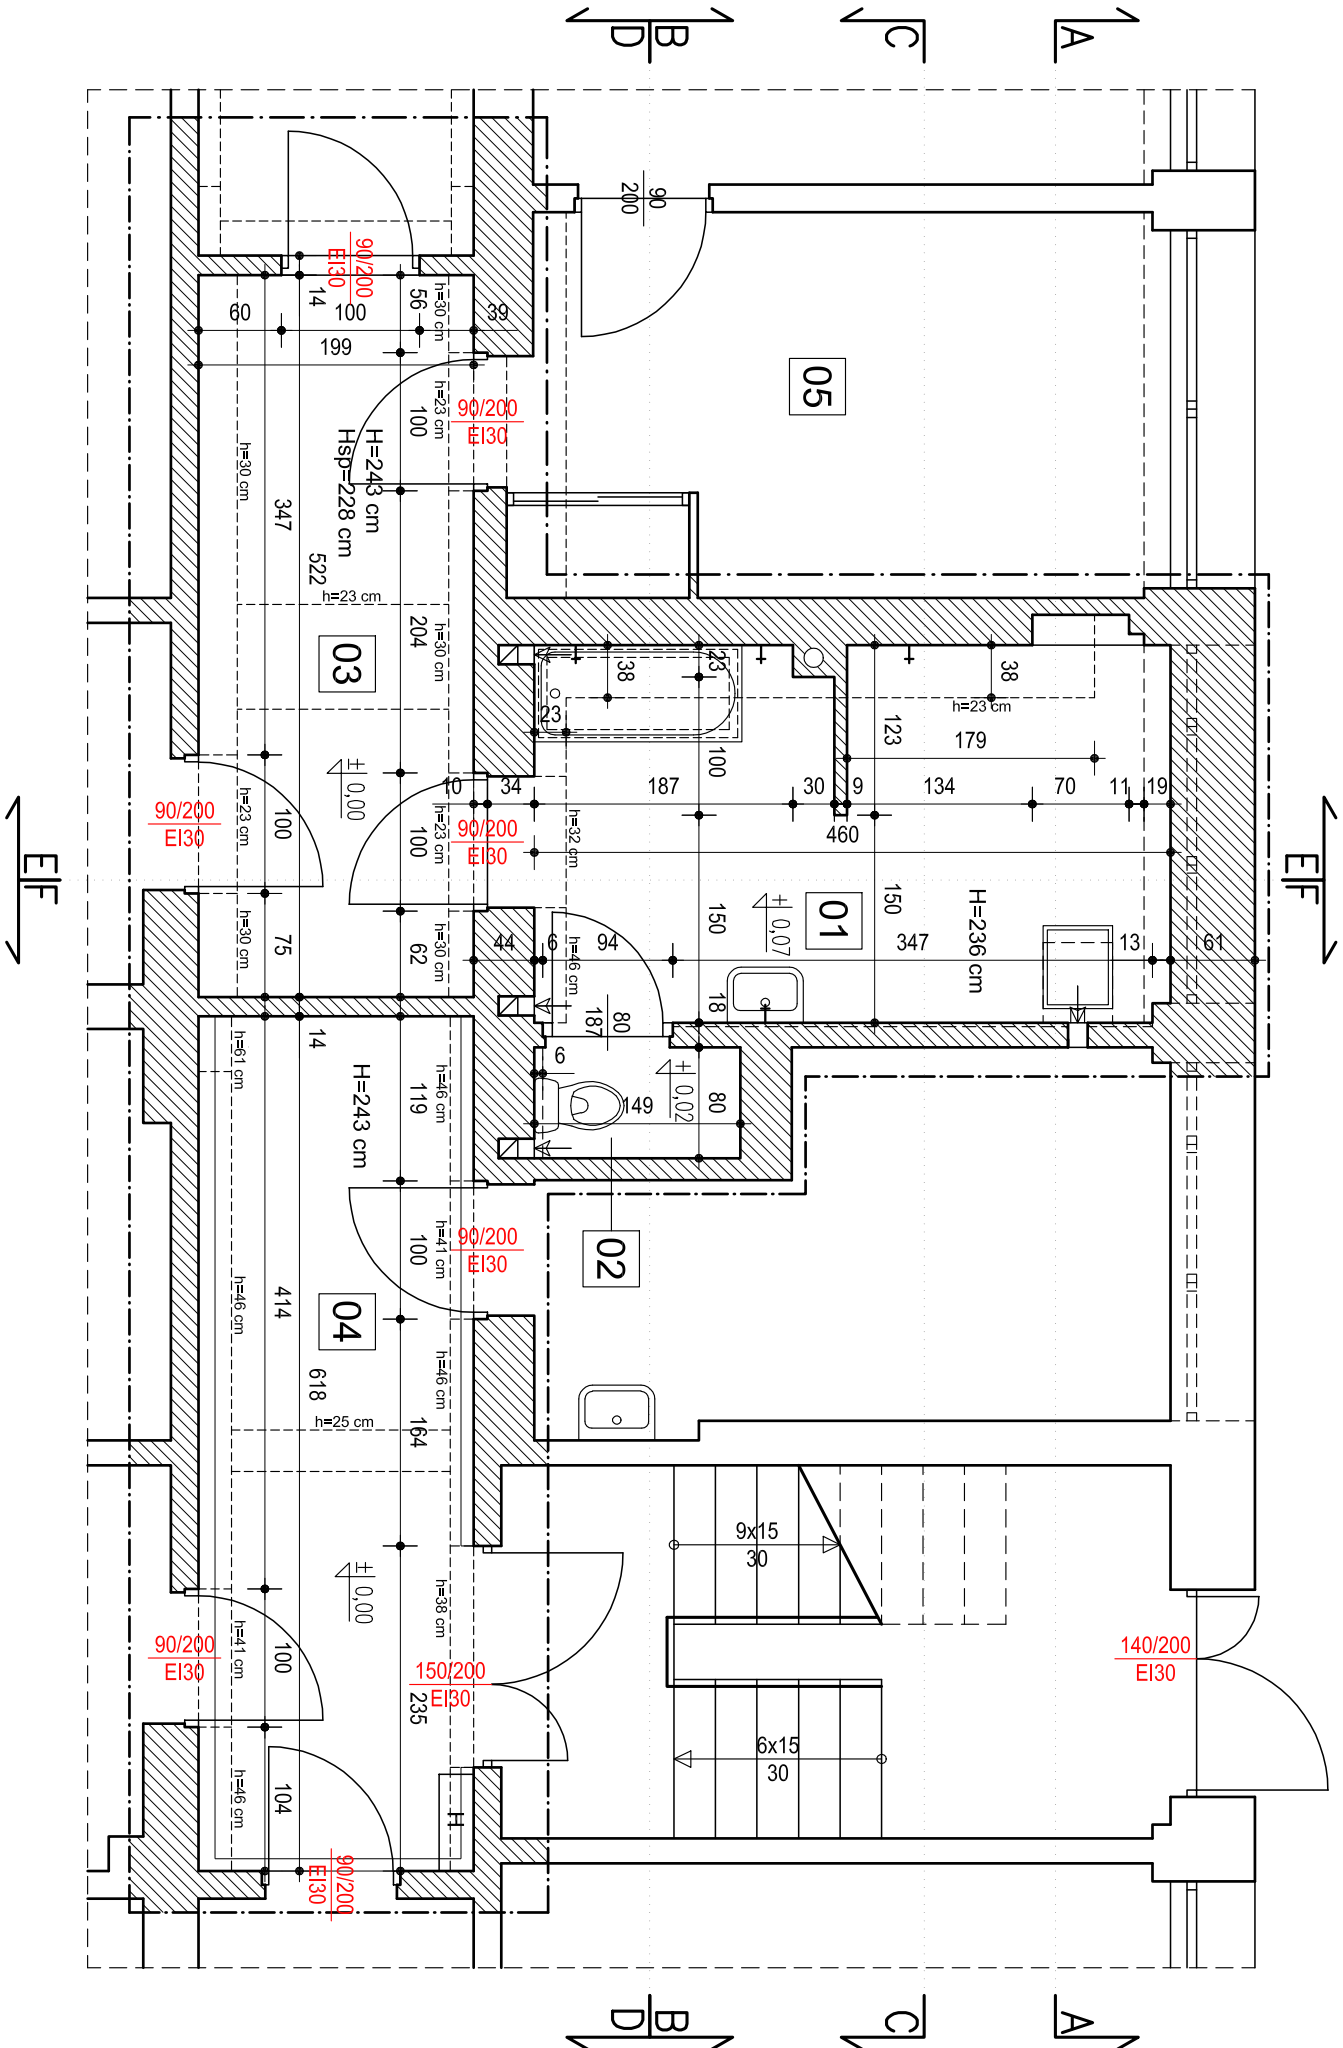 D
B
C
A
90
200
90/200
EI30
14
56
h=30 cm
39
60
100
199
05
h=23 cm
100
90/200
EI30
H=243 cm
Hsp=228 cm
h=30 cm
347
522
h=23 cm
204
h=30 cm
03
38
23
38
h=23 cm
23
123
179
100
± 0,00
10
34
187
30
9
134
70
11
19
460
90/200
EI30
h=23 cm
100
100
h=23 cm
90/200
EI30
h=32 cm
E
F
E
F
01
± 0,07
150
150
H=236 cm
h=30 cm
75
62
h=30 cm
44
6
h=46 cm
94
347
13
61
18
80
187
14
h=61 cm
H=243 cm
119
h=46 cm
6
149
± 0,02
80
h=41 cm
100
90/200
EI30
02
h=46 cm
414
04
618
h=25 cm
h=46 cm
164
9x15
30
± 0,00
h=38 cm
90/200
EI30
h=41 cm
100
150/200
EI30
235
140/200
EI30
6x15
30
h=46 cm
104
H
90/200
EI30
D
B
C
A